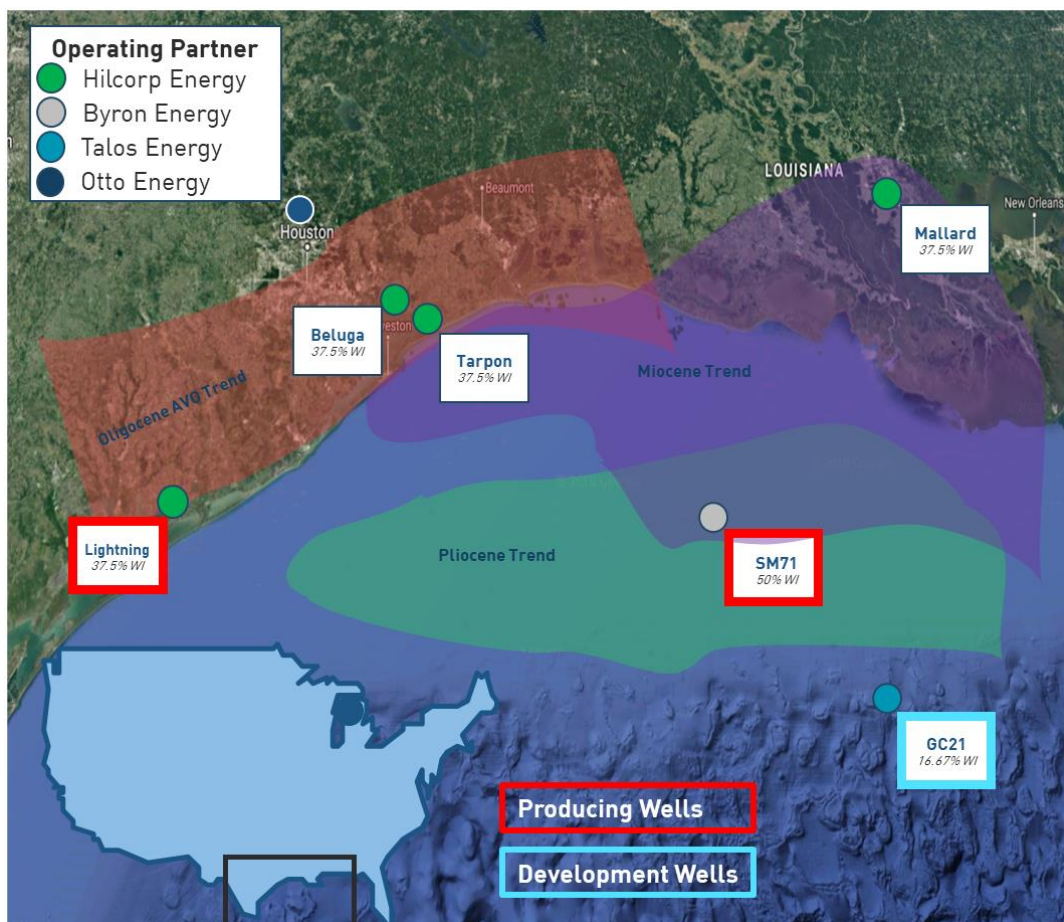 Operating Partner
Hilcorp Energy
Byron Energy
Talos Energy
Otto Energy
Beaumont
LOUISIANA
New Orleans
Houston
Mallard
37.5% WI
Beluga
37.5% WI
Tarpon
37.5% WI
Miocene Trend
Oligocene AVO Trend
Lightning
37.5% WI
Pliocene Trend
SM71
50% WI
GC21
16.67% WI
Producing Wells
Development Wells